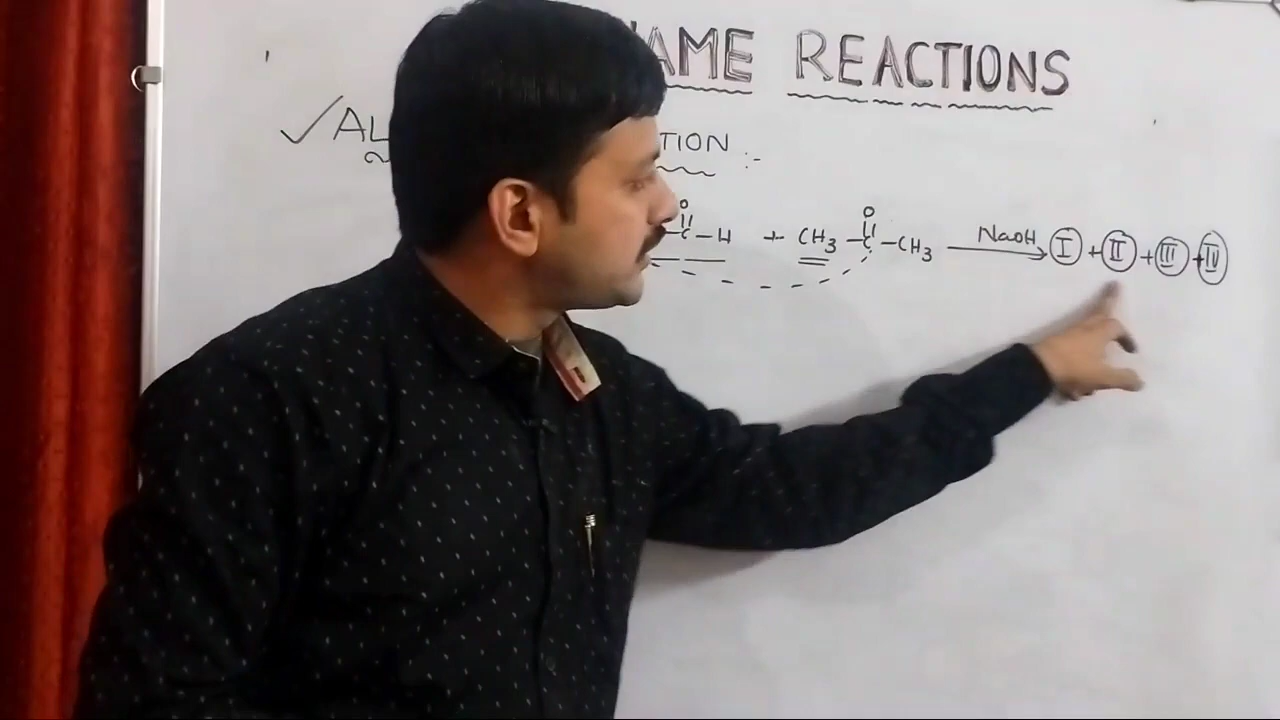 AME REACTIONS
✓AL TION :-
O O
C–H + CH3–C–CH3 NaOH I + II + III + IV